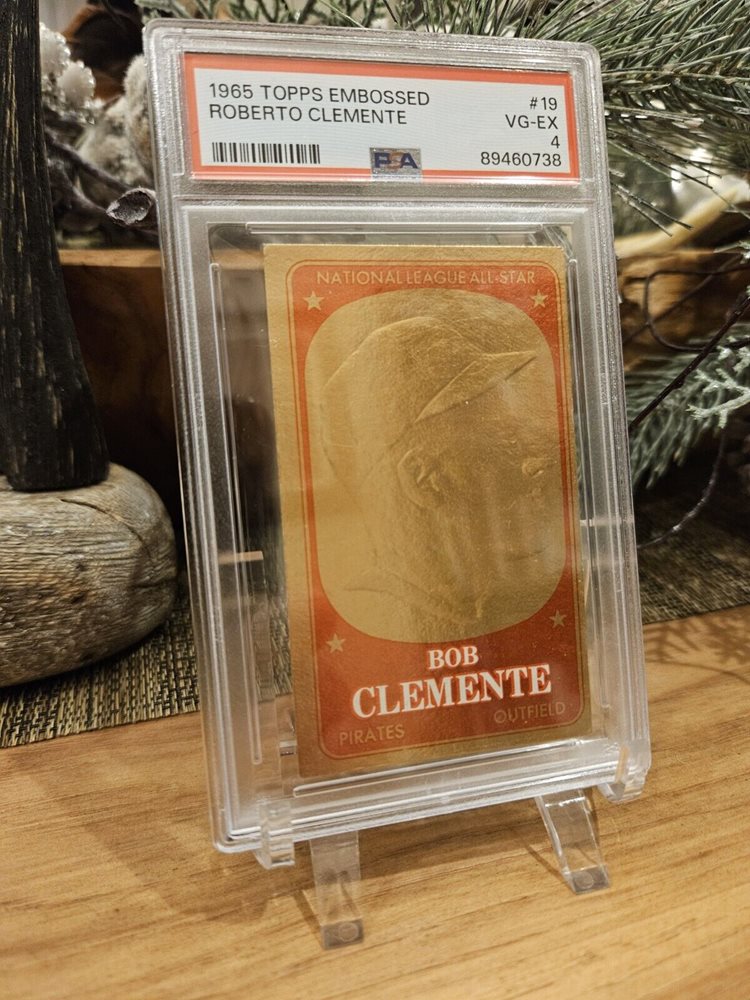 1965 TOPPS EMBOSSED
ROBERTO CLEMENTE
#19
VG-EX
4
89460738
PSA
NATIONAL LEAGUE ALL-STAR
BOB
CLEMENTE
PIRATES
OUTFIELD